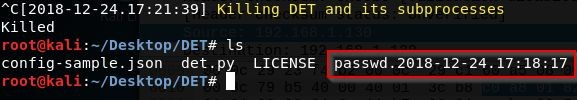 ^C[2018-12-24.17:21:39] Killing DET and its subprocesses
Killed
root@kali:~/Desktop/DET# ls
config-sample.json  det.py  LICENSE  passwd.2018-12-24.17:18:17
root@kali:~/Desktop/DET#